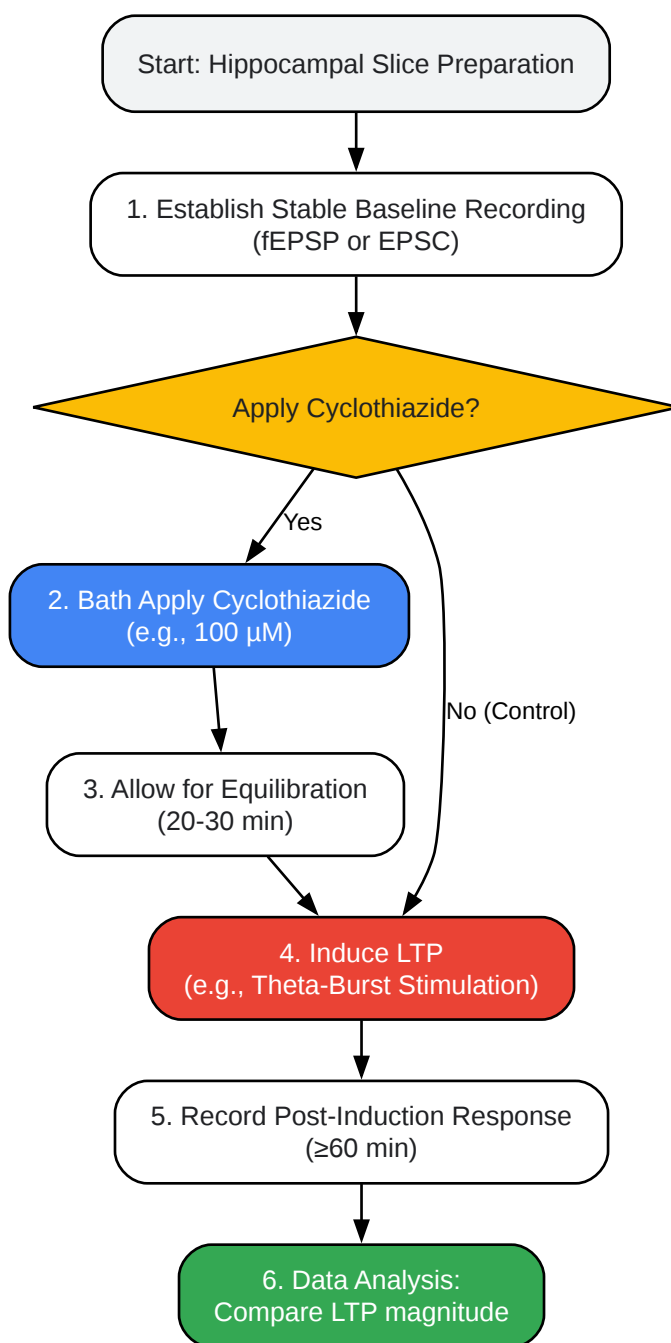 Start: Hippocampal Slice Preparation
1. Establish Stable Baseline Recording
(fEPSP or EPSC)
Apply Cyclothiazide?
Yes
2. Bath Apply Cyclothiazide
(e.g., 100 µM)
No (Control)
3. Allow for Equilibration
(20-30 min)
4. Induce LTP
(e.g., Theta-Burst Stimulation)
5. Record Post-Induction Response
(≥60 min)
6. Data Analysis:
Compare LTP magnitude